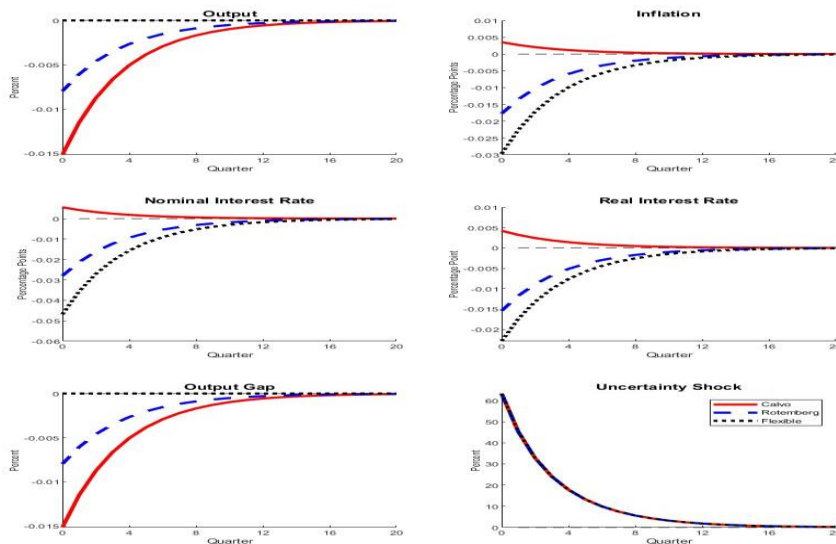 Output
0
-0.005
-0.01
-0.015
Percent
0 4 8 12 16 20
Quarter
Inflation
0.01
0.005
0
-0.005
-0.01
-0.015
-0.02
-0.025
-0.03
Percentage Points
0 4 8 12 16 20
Quarter
Nominal Interest Rate
0
-0.01
-0.02
-0.03
-0.04
-0.05
-0.06
Percentage Points
0 4 8 12 16 20
Quarter
Real Interest Rate
0.01
0.005
0
-0.005
-0.01
-0.015
-0.02
Percentage Points
0 4 8 12 16 20
Quarter
Output Gap
0
-0.005
-0.01
-0.015
Percent
0 4 8 12 16 20
Quarter
Uncertainty Shock
60
50
40
30
20
10
0
Percent
0 4 8 12 16 20
Quarter
Calvo
Rotemberg
Flexible